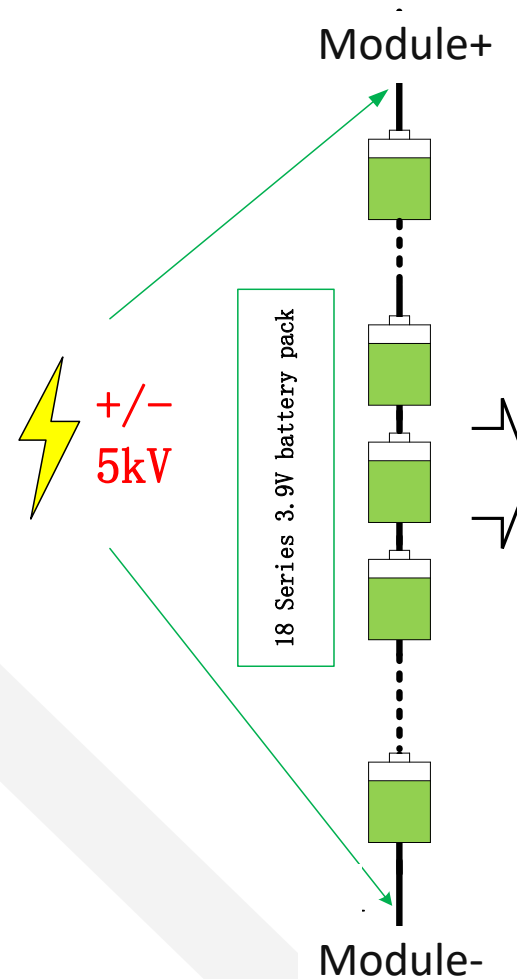 Module+
+/−
5kV
18 Series 3.9V battery pack
Module-